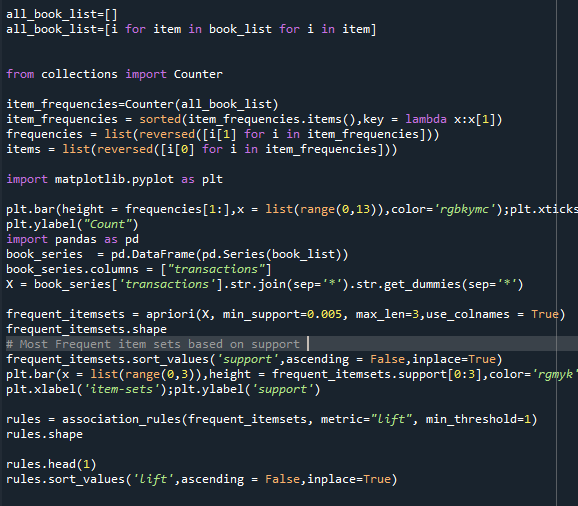 all_book_list=[]
all_book_list=[i for item in book_list for i in item]
from collections import Counter
item_frequencies=Counter(all_book_list)
item_frequencies = sorted(item_frequencies.items(),key = lambda x:x[1])
frequencies = list(reversed([i[1] for i in item_frequencies]))
items = list(reversed([i[0] for i in item_frequencies]))
import matplotlib.pyplot as plt
plt.bar(height = frequencies[1:],x = list(range(0,13)),color='rgbkymc');plt.xticks
plt.ylabel("Count")
import pandas as pd
book_series  = pd.DataFrame(pd.Series(book_list))
book_series.columns = ["transactions"]
X = book_series['transactions'].str.join(sep='*').str.get_dummies(sep='*')
frequent_itemsets = apriori(X, min_support=0.005, max_len=3,use_colnames = True)
frequent_itemsets.shape
# Most Frequent item sets based on support
frequent_itemsets.sort_values('support',ascending = False,inplace=True)
plt.bar(x = list(range(0,3)),height = frequent_itemsets.support[0:3],color='rgmyk'
plt.xlabel('item-sets');plt.ylabel('support')
rules = association_rules(frequent_itemsets, metric="lift", min_threshold=1)
rules.shape
rules.head(1)
rules.sort_values('lift',ascending = False,inplace=True)